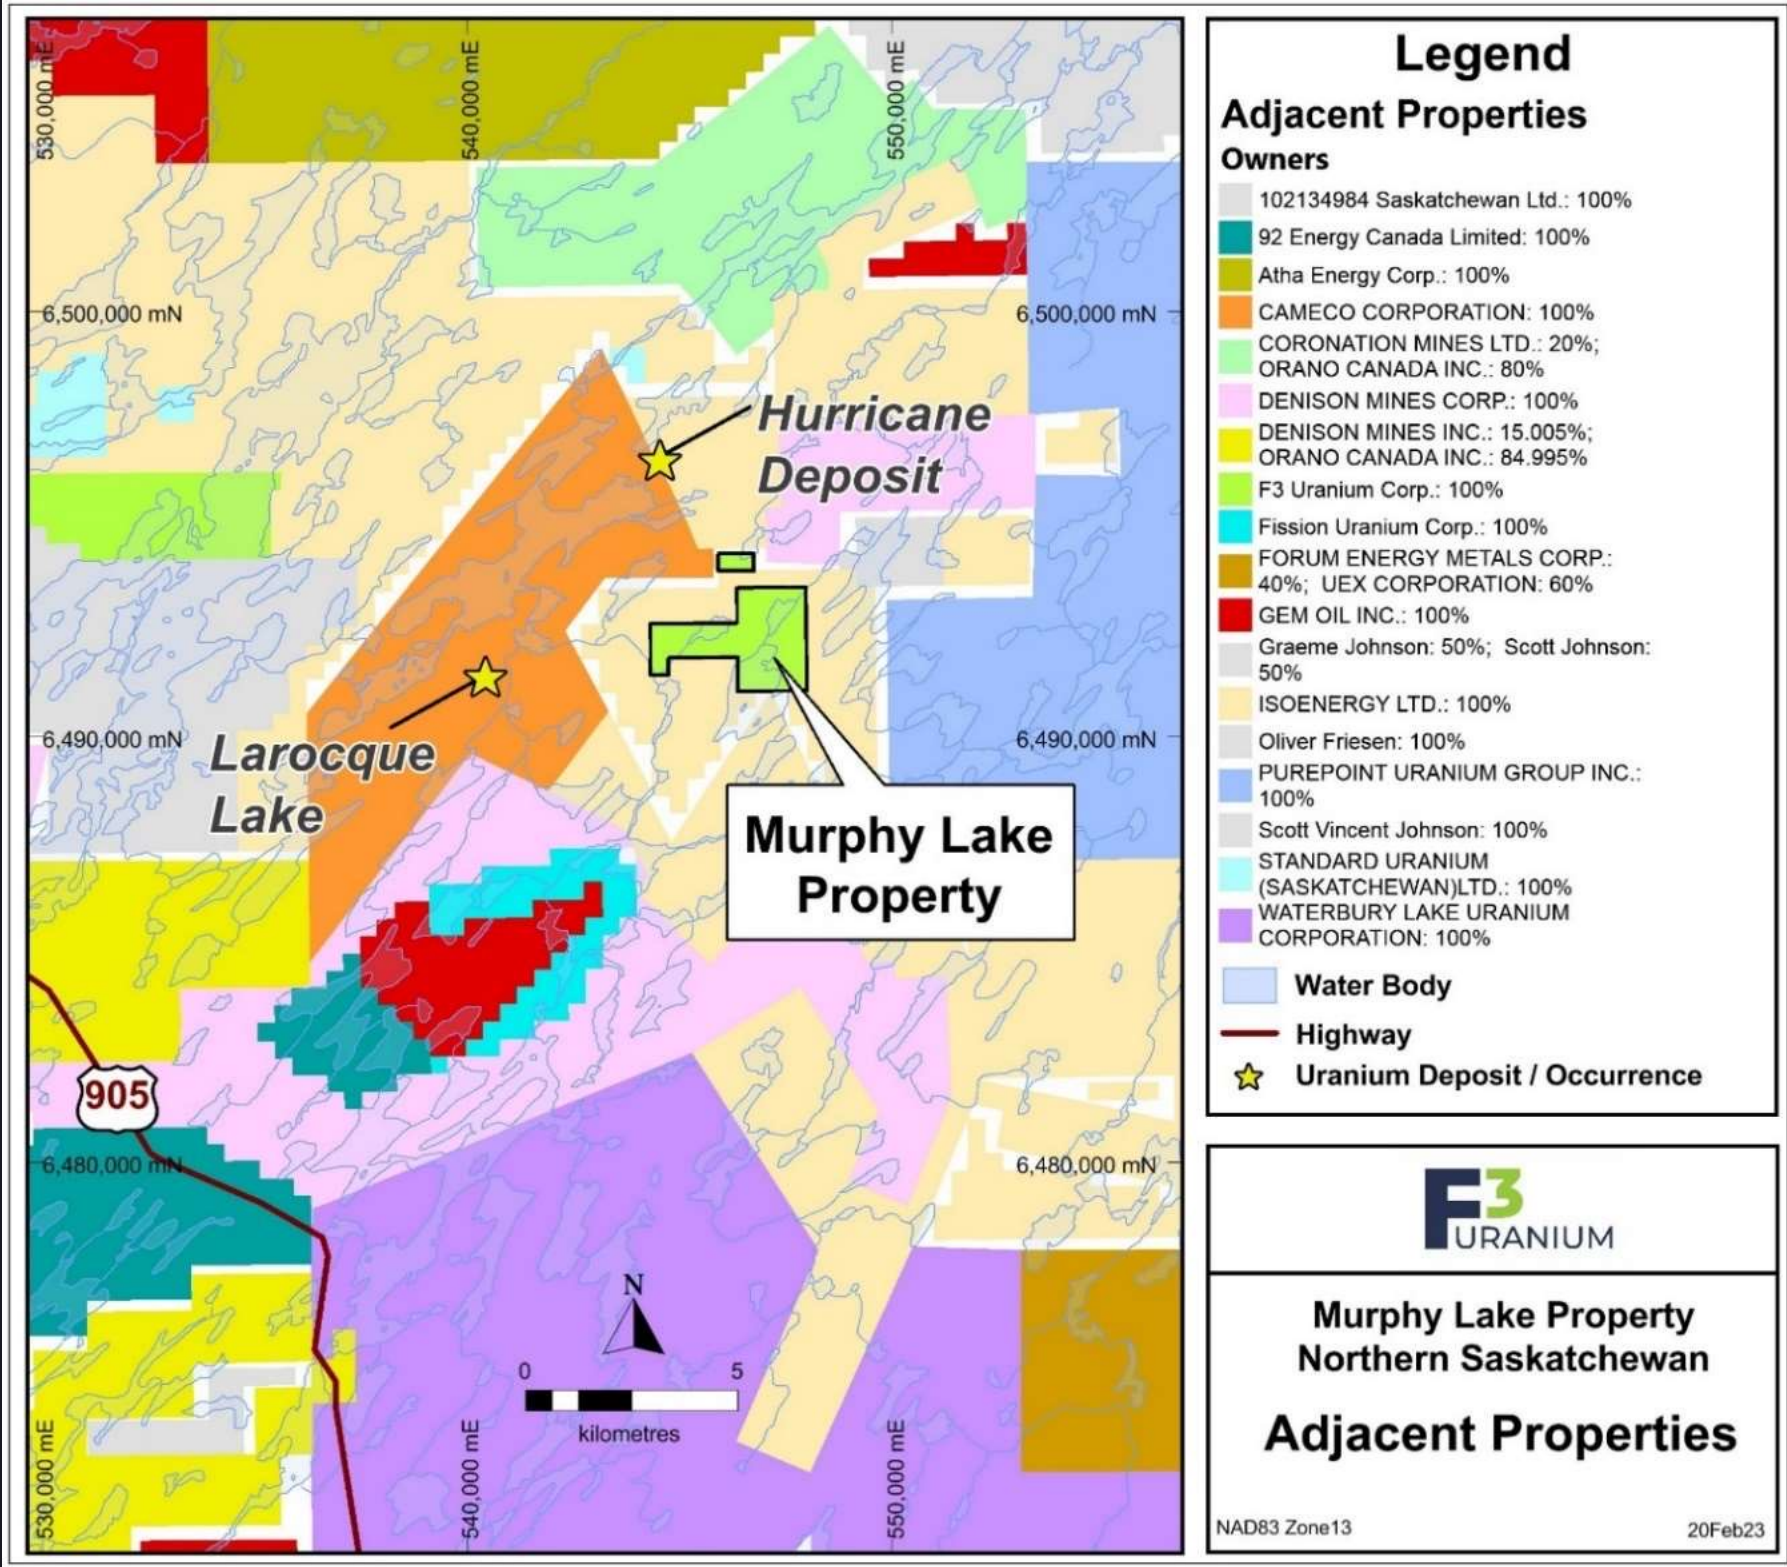 530,000 mE
540,000 mE
550,000 mE
6,500,000 mN
6,500,000 mN
Hurricane
Deposit
6,490,000 mN
6,490,000 mN
Larocque
Lake
Murphy Lake
Property
905
6,480,000 mN
6,480,000 mN
N
0 5
kilometres
530,000 mE
540,000 mE
550,000 mE
Legend
Adjacent Properties
Owners
102134984 Saskatchewan Ltd.: 100%
92 Energy Canada Limited: 100%
Atha Energy Corp.: 100%
CAMECO CORPORATION: 100%
CORONATION MINES LTD.: 20%;
ORANO CANADA INC.: 80%
DENISON MINES CORP.: 100%
DENISON MINES INC.: 15.005%;
ORANO CANADA INC.: 84.995%
F3 Uranium Corp.: 100%
Fission Uranium Corp.: 100%
FORUM ENERGY METALS CORP.:
40%; UEX CORPORATION: 60%
GEM OIL INC.: 100%
Graeme Johnson: 50%; Scott Johnson:
50%
ISOENERGY LTD.: 100%
Oliver Friesen: 100%
PUREPOINT URANIUM GROUP INC.:
100%
Scott Vincent Johnson: 100%
STANDARD URANIUM
(SASKATCHEWAN)LTD.: 100%
WATERBURY LAKE URANIUM
CORPORATION: 100%
Water Body
Highway
Uranium Deposit / Occurrence
F3
URANIUM
Murphy Lake Property
Northern Saskatchewan
Adjacent Properties
NAD83 Zone13
20Feb23